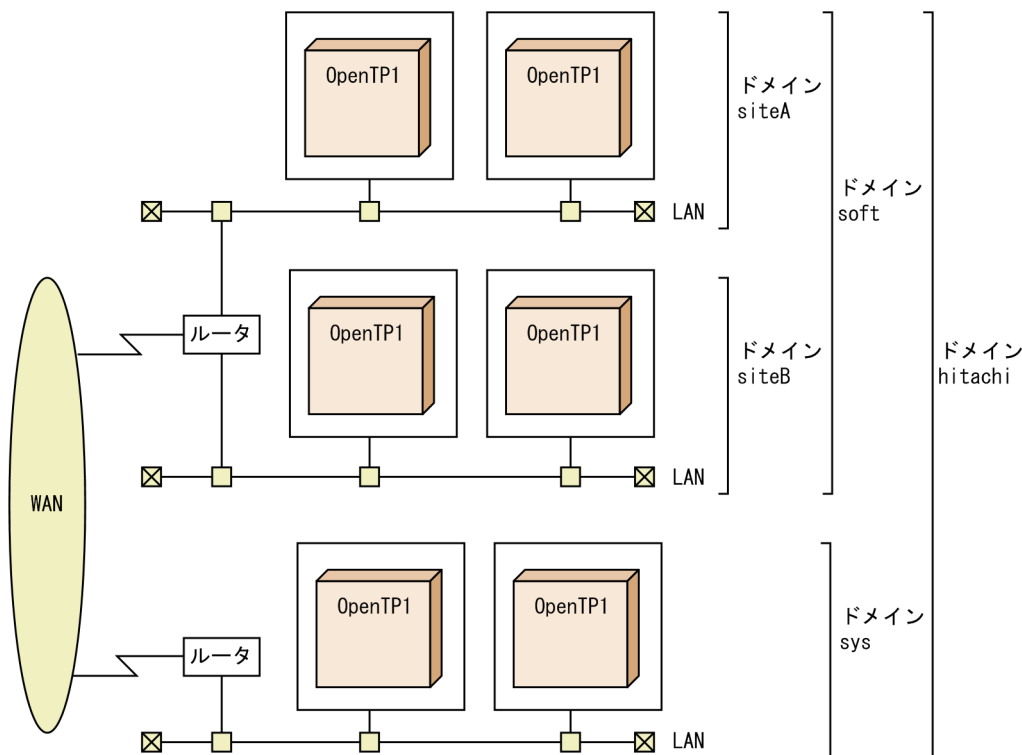 OpenTP1
OpenTP1
ドメイン
siteA
LAN
ドメイン
soft
ルータ
OpenTP1
OpenTP1
ドメイン
siteB
ドメイン
hitachi
LAN
WAN
OpenTP1
OpenTP1
ドメイン
sys
ルータ
LAN